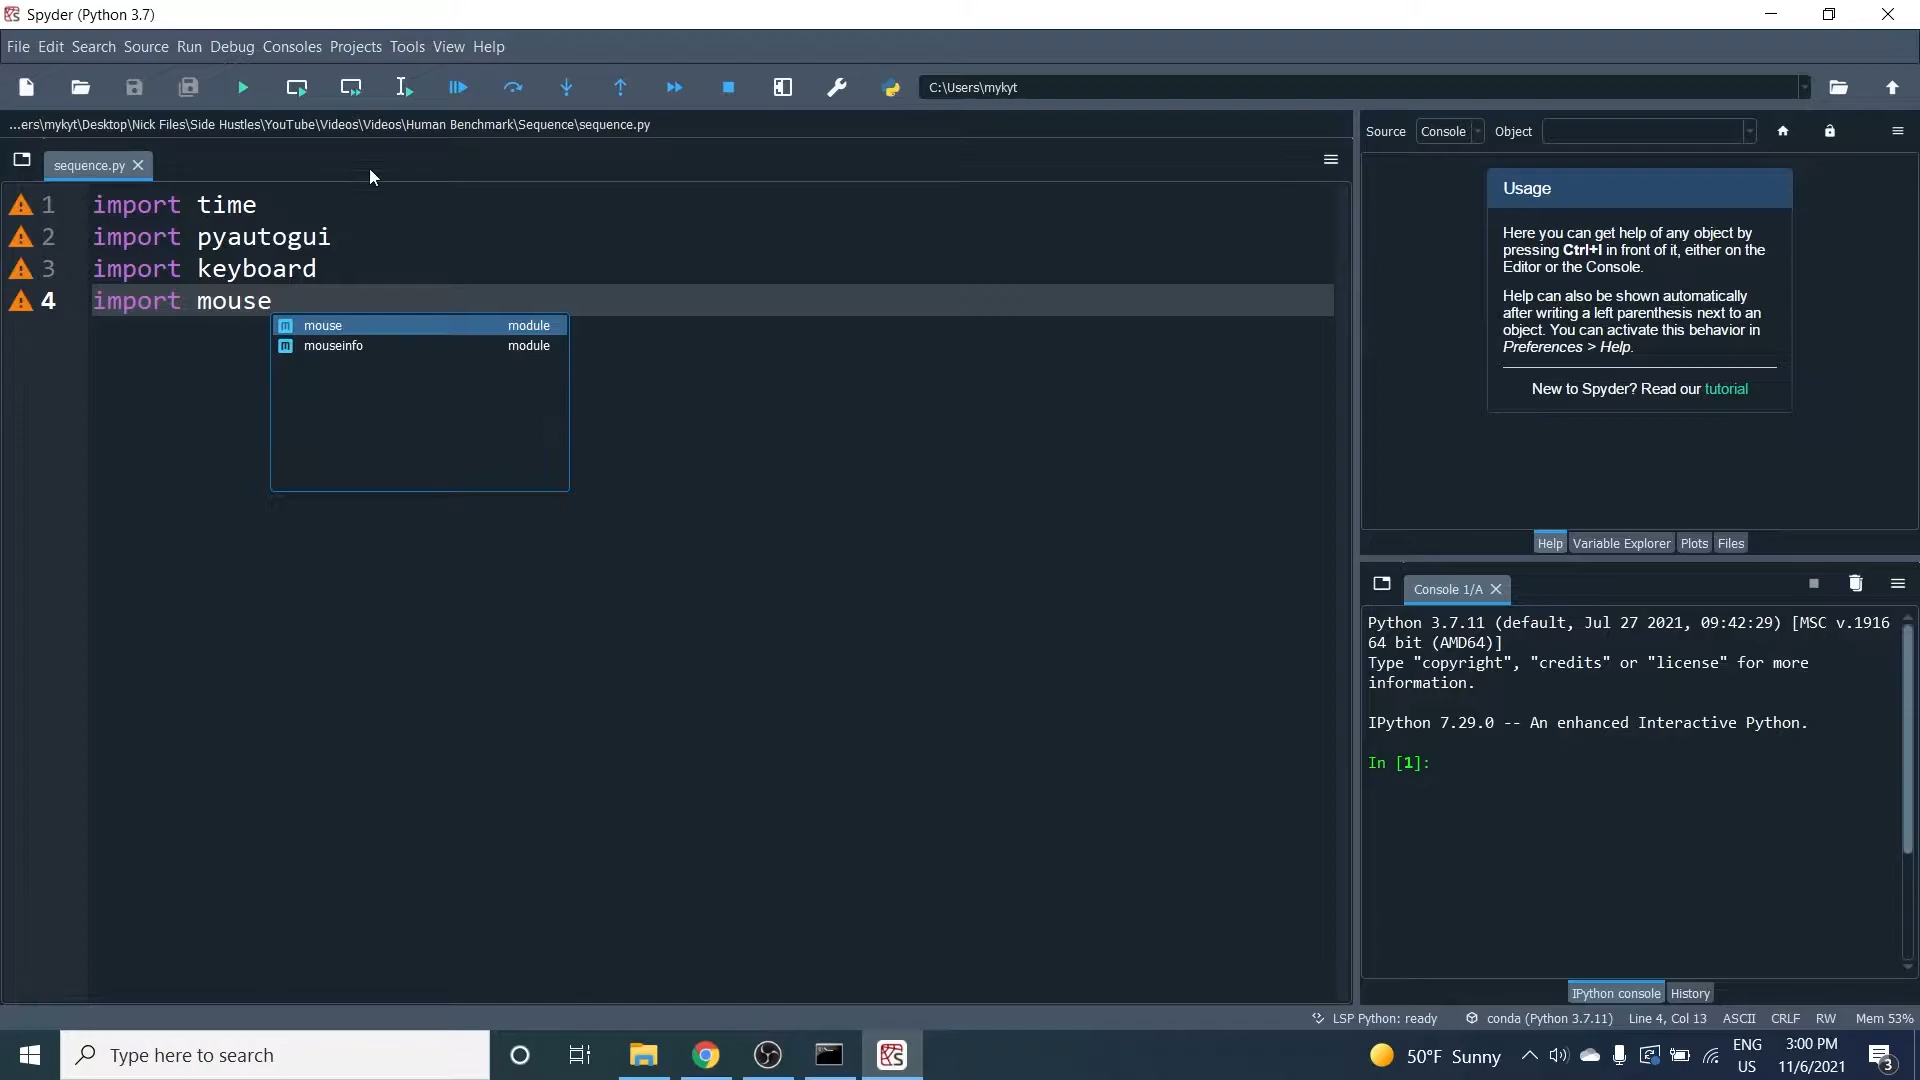 Spyder (Python 3.7)
File Edit Search Source Run Debug Consoles Projects Tools View Help
C:\Users\mykyt
...ers\mykyt\Desktop\Nick Files\Side Hustles\YouTube\Videos\Videos\Human Benchmark\Sequence\sequence.py
sequence.py
1 import time
2 import pyautogui
3 import keyboard
4 import mouse
m mouse module
m mouseinfo module
Source Console Object
Usage
Here you can get help of any object by
pressing Ctrl+I in front of it, either on the
Editor or the Console.
Help can also be shown automatically
after writing a left parenthesis next to an
object. You can activate this behavior in
Preferences > Help.
New to Spyder? Read our tutorial
Help Variable Explorer Plots Files
Console 1/A
Python 3.7.11 (default, Jul 27 2021, 09:42:29) [MSC v.1916
64 bit (AMD64)]
Type "copyright", "credits" or "license" for more
information.
IPython 7.29.0 -- An enhanced Interactive Python.
In [1]:
IPython console History
LSP Python: ready conda (Python 3.7.11) Line 4, Col 13 ASCII CRLF RW Mem 53%
Type here to search
50°F Sunny
ENG
US
3:00 PM
11/6/2021
3